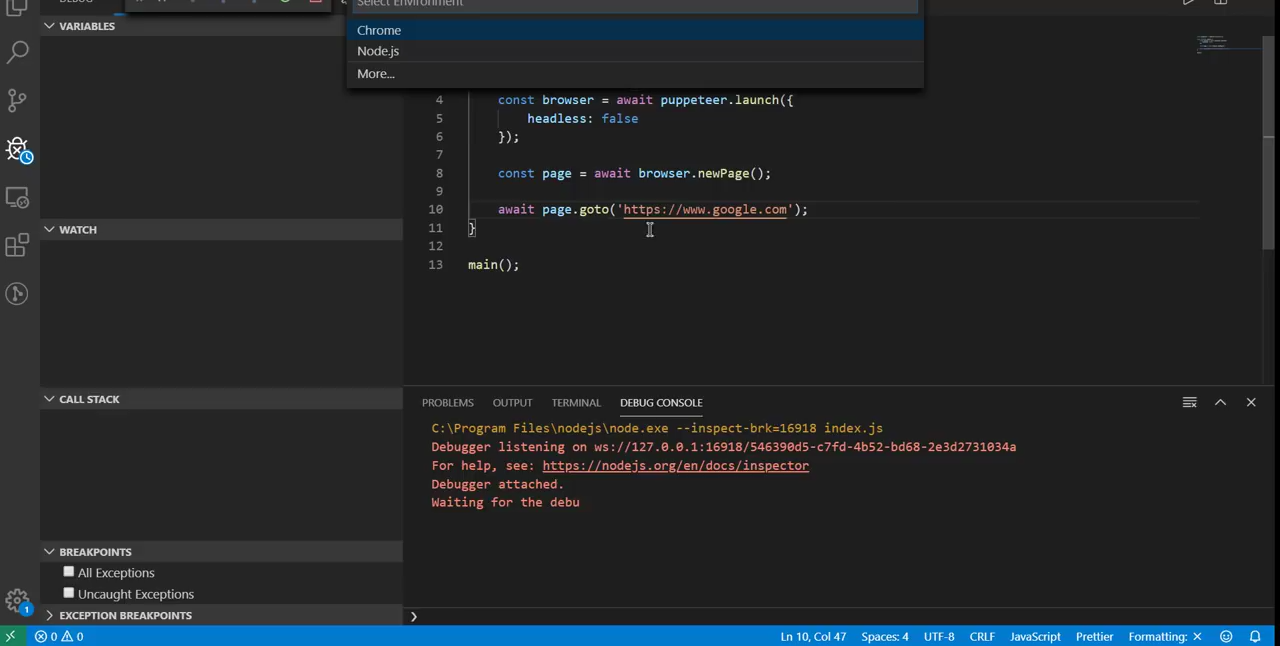 DEBUG
Select Environment
Chrome
Node.js
More...
VARIABLES
4 const browser = await puppeteer.launch({
5 headless: false
6 });
7
8 const page = await browser.newPage();
9
10 await page.goto('https://www.google.com');
11 }
12
13 main();
WATCH
CALL STACK
BREAKPOINTS
All Exceptions
Uncaught Exceptions
EXCEPTION BREAKPOINTS
PROBLEMS OUTPUT TERMINAL DEBUG CONSOLE
C:\Program Files\nodejs\node.exe --inspect-brk=16918 index.js
Debugger listening on ws://127.0.0.1:16918/546390d5-c7fd-4b52-bd68-2e3d2731034a
For help, see: https://nodejs.org/en/docs/inspector
Debugger attached.
Waiting for the debu
1
0 0 Ln 10, Col 47 Spaces: 4 UTF-8 CRLF JavaScript Prettier Formatting: ×